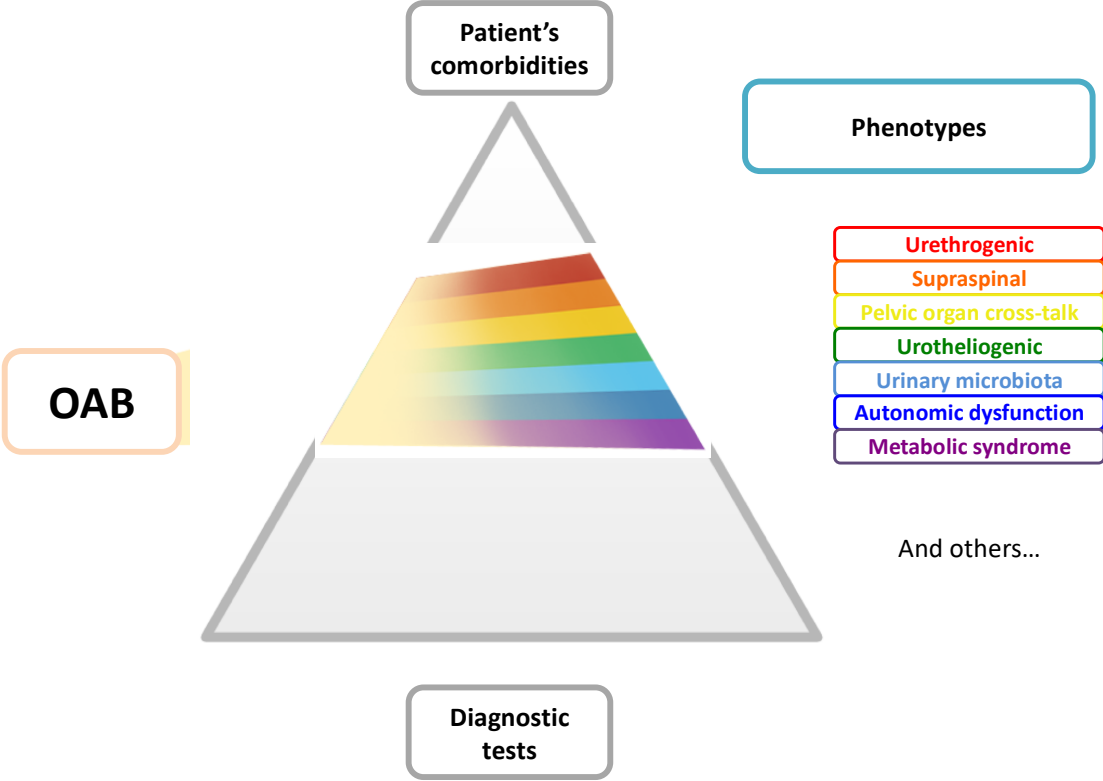 Patient's
comorbidities
Phenotypes
Urethrogenic
Supraspinal
Pelvic organ cross-talk
Urotheliogenic
Urinary microbiota
Autonomic dysfunction
Metabolic syndrome
OAB
And others...
Diagnostic
tests